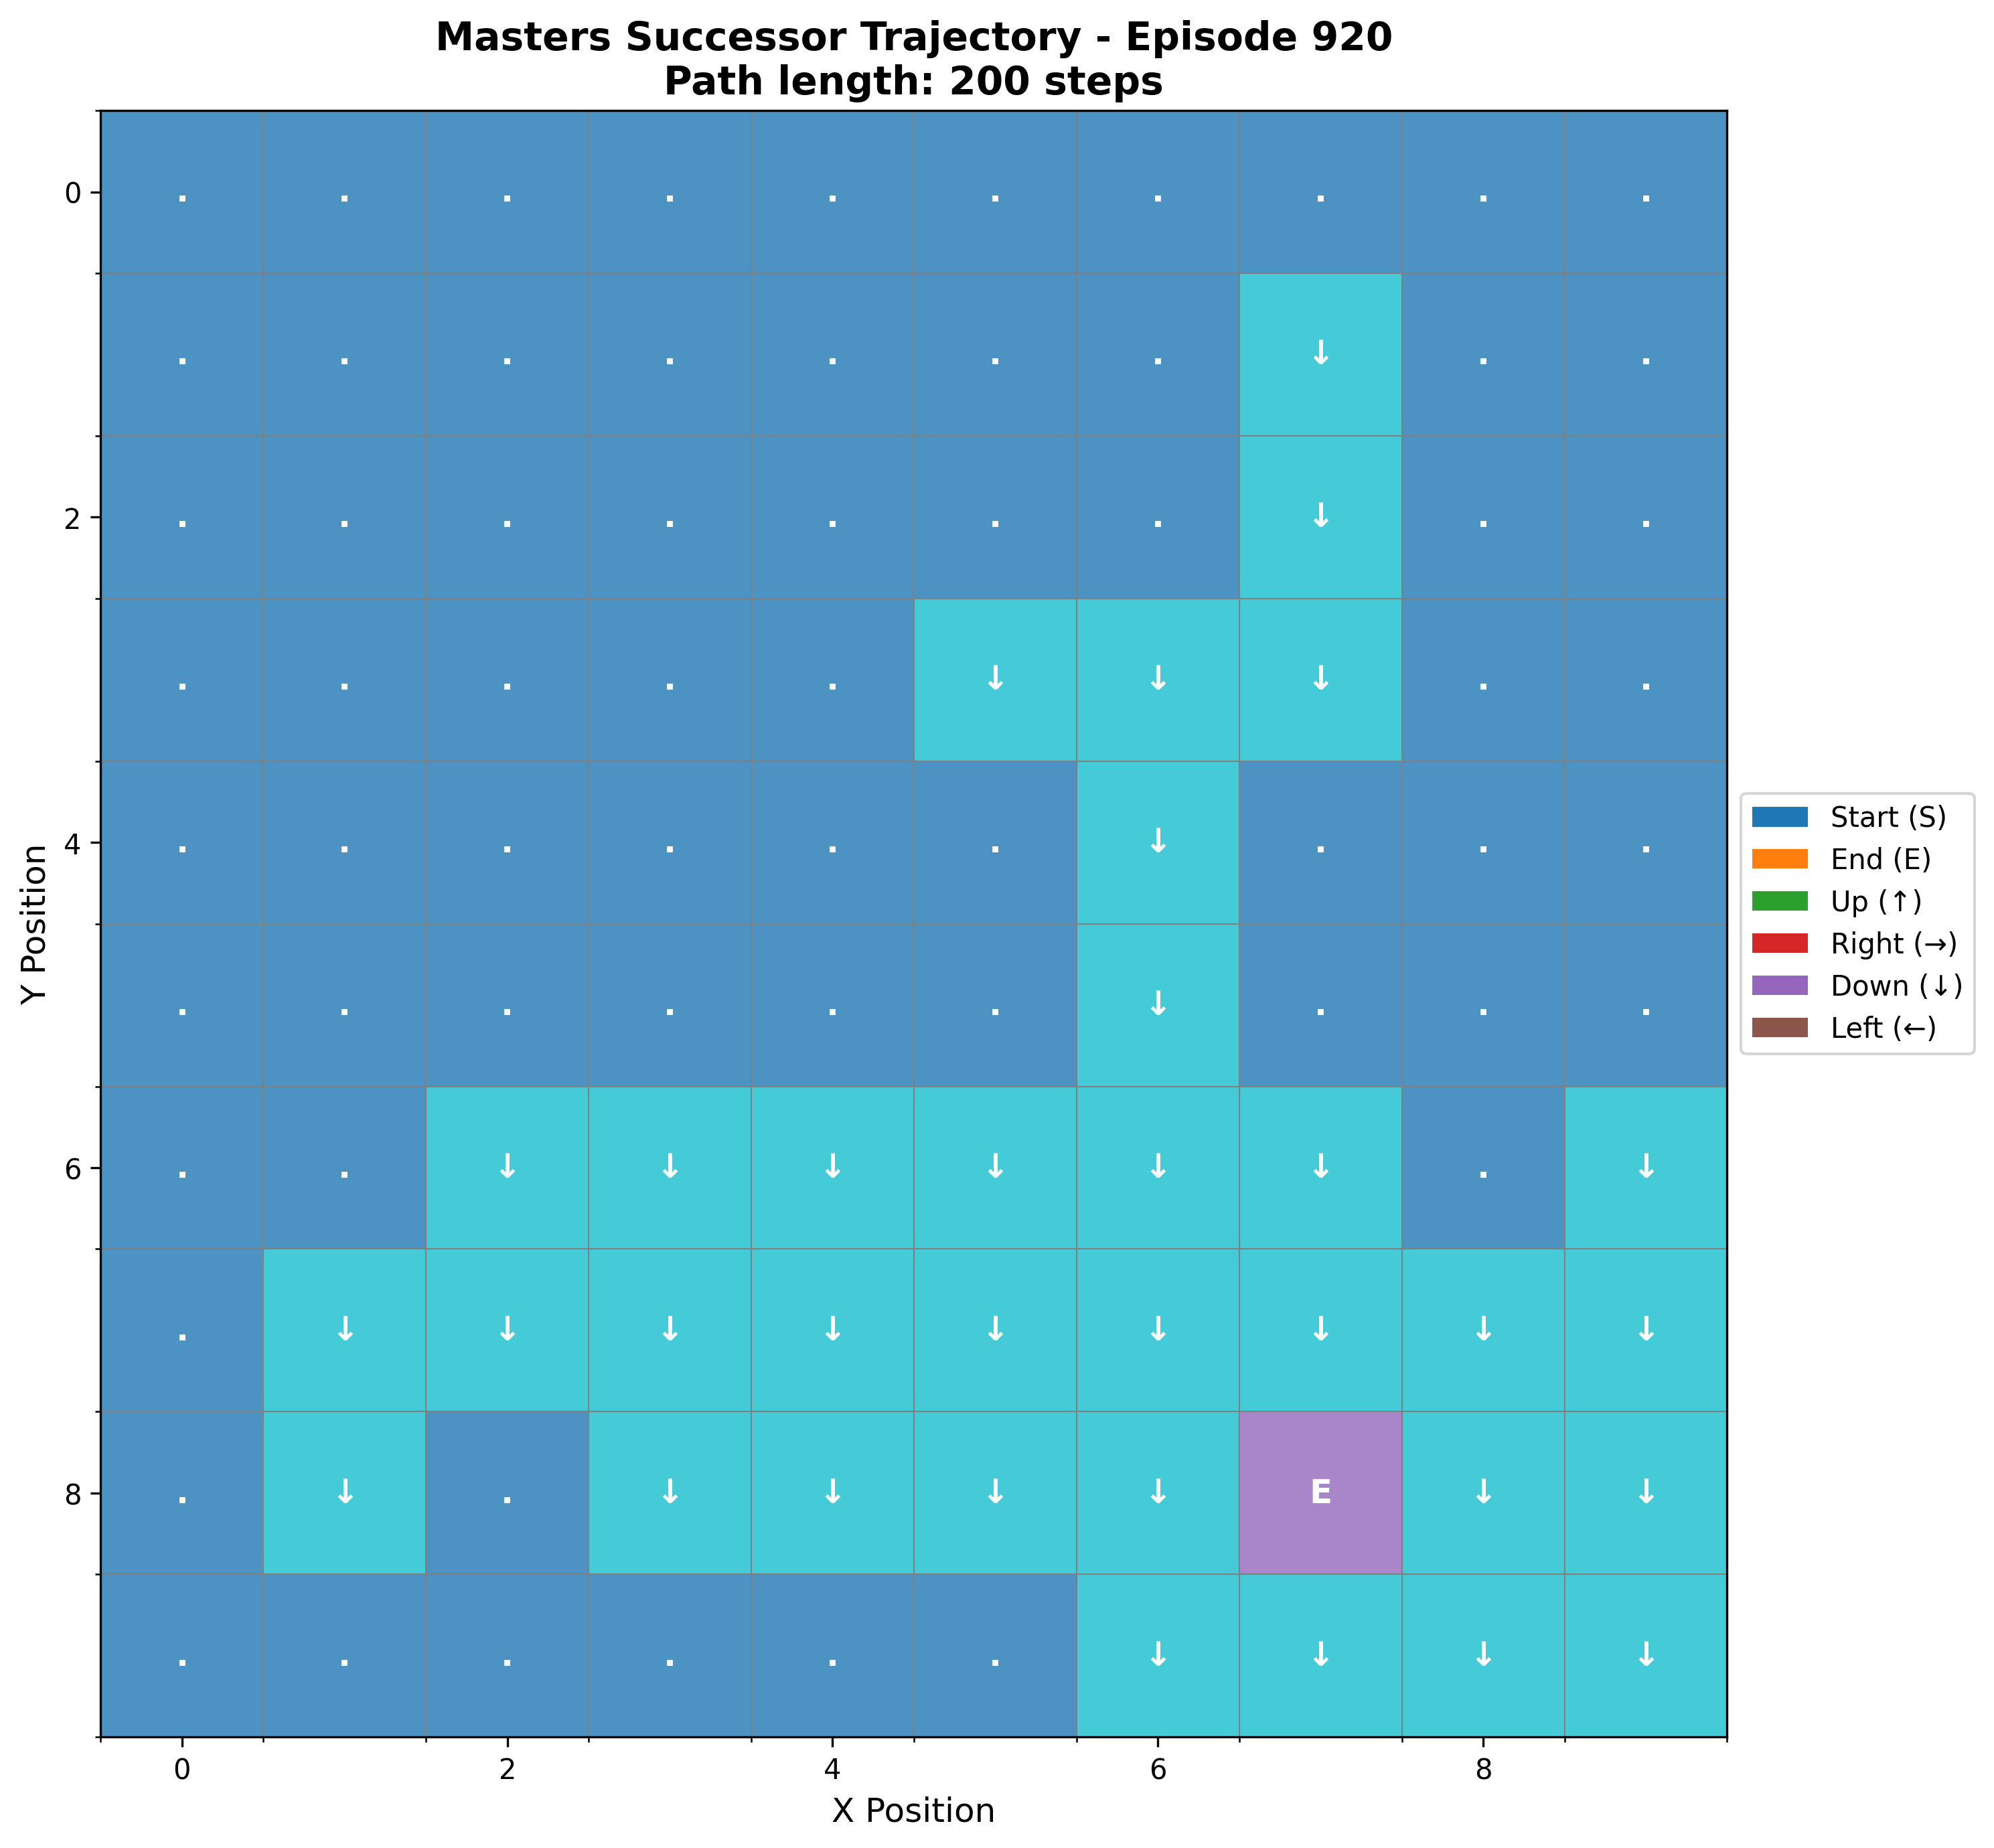 Masters Successor Trajectory - Episode 920
Path length: 200 steps
0 . . . . . . . . . .
. . . . . . . ↓ . .
2 . . . . . . . ↓ . .
. . . . . ↓ ↓ ↓ . .
4 . . . . . . ↓ . . .
. . . . . . ↓ . . .
6 . . ↓ ↓ ↓ ↓ ↓ ↓ . ↓
. ↓ ↓ ↓ ↓ ↓ ↓ ↓ ↓ ↓
8 . ↓ . ↓ ↓ ↓ ↓ E ↓ ↓
. . . . . . ↓ ↓ ↓ ↓
0 2 4 6 8
X Position
Y Position
Start (S)
End (E)
Up (↑)
Right (→)
Down (↓)
Left (←)